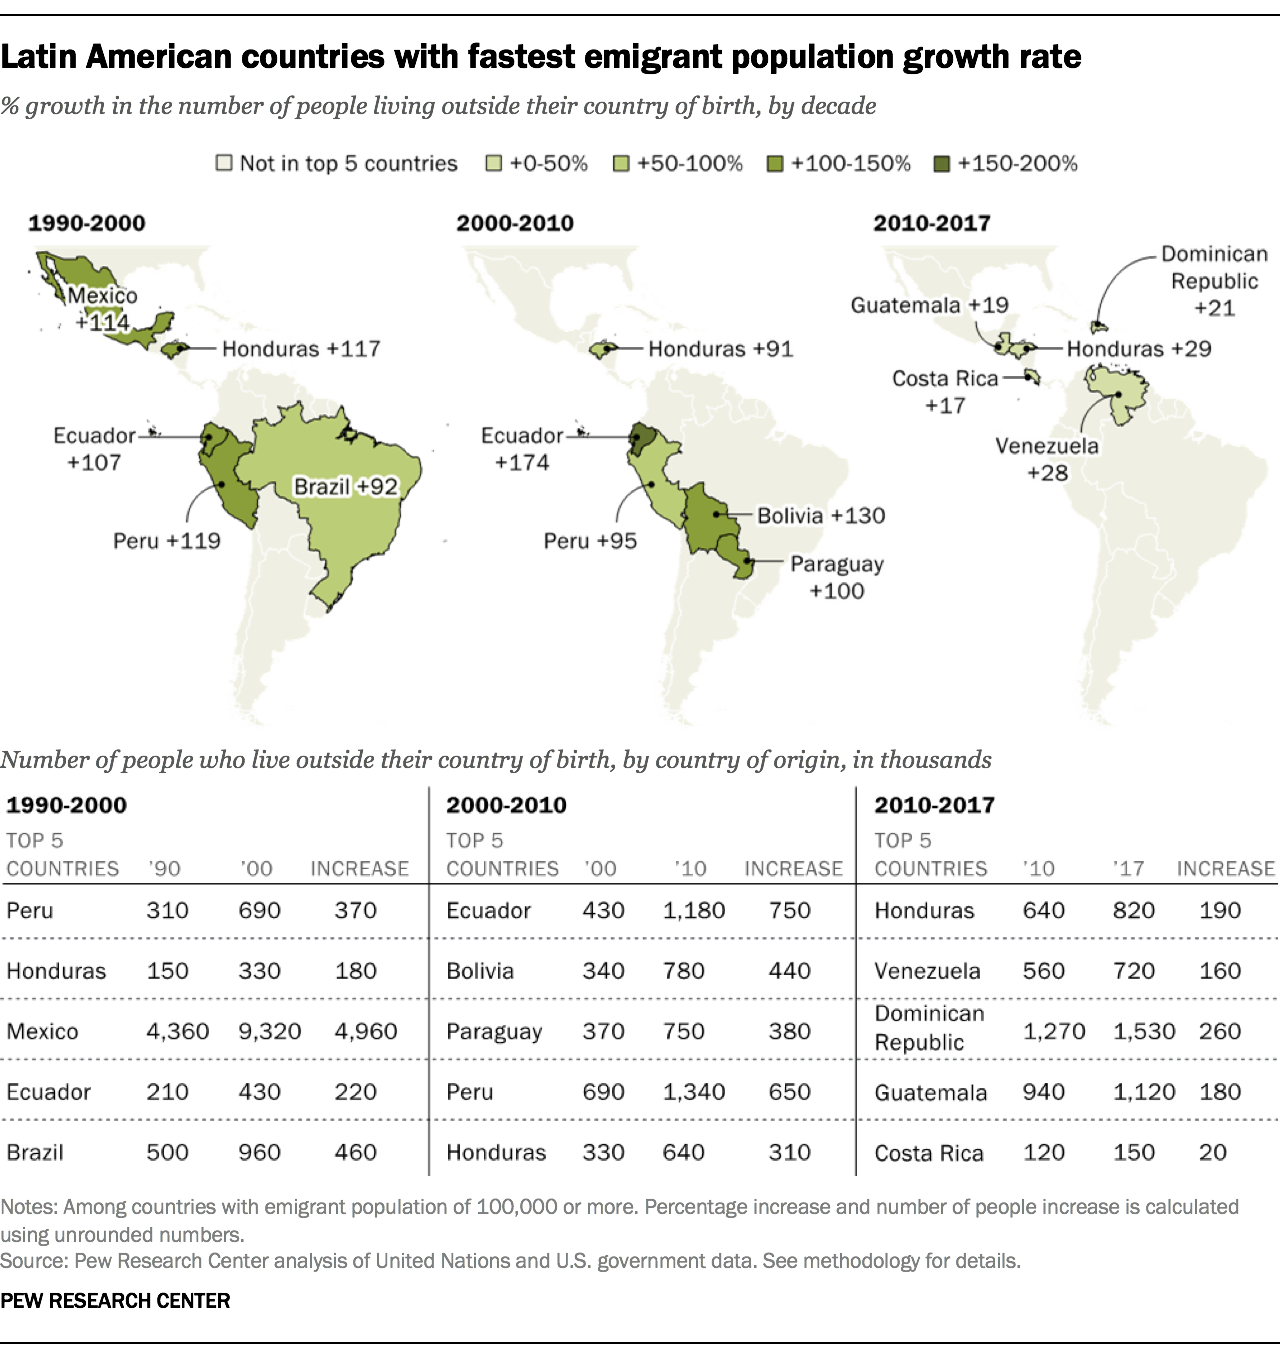 Latin American countries with fastest emigrant population growth rate
% growth in the number of people living outside their country of birth, by decade
Not in top 5 countries +0-50% +50-100% +100-150% +150-200%
1990-2000
Mexico
+114
Honduras +117
Ecuador
+107
Brazil +92
Peru +119
2000-2010
Honduras +91
Ecuador
+174
Bolivia +130
Peru +95
Paraguay
+100
2010-2017
Dominican
Republic
+21
Guatemala +19
Honduras +29
Costa Rica
+17
Venezuela
+28
Number of people who live outside their country of birth, by country of origin, in thousands
1990-2000
TOP 5
COUNTRIES ’90 ’00 INCREASE
Peru 310 690 370
Honduras 150 330 180
Mexico 4,360 9,320 4,960
Ecuador 210 430 220
Brazil 500 960 460
2000-2010
TOP 5
COUNTRIES ’00 ’10 INCREASE
Ecuador 430 1,180 750
Bolivia 340 780 440
Paraguay 370 750 380
Peru 690 1,340 650
Honduras 330 640 310
2010-2017
TOP 5
COUNTRIES ’10 ’17 INCREASE
Honduras 640 820 190
Venezuela 560 720 160
Dominican
Republic 1,270 1,530 260
Guatemala 940 1,120 180
Costa Rica 120 150 20
Notes: Among countries with emigrant population of 100,000 or more. Percentage increase and number of people increase is calculated
using unrounded numbers.
Source: Pew Research Center analysis of United Nations and U.S. government data. See methodology for details.
PEW RESEARCH CENTER